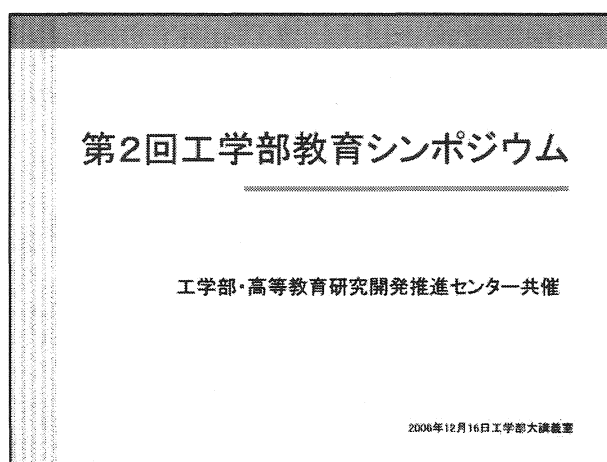 第2回工学部教育シンポジウム
工学部・高等教育研究開発推進センター共催
2006年12月16日工学部大講義室